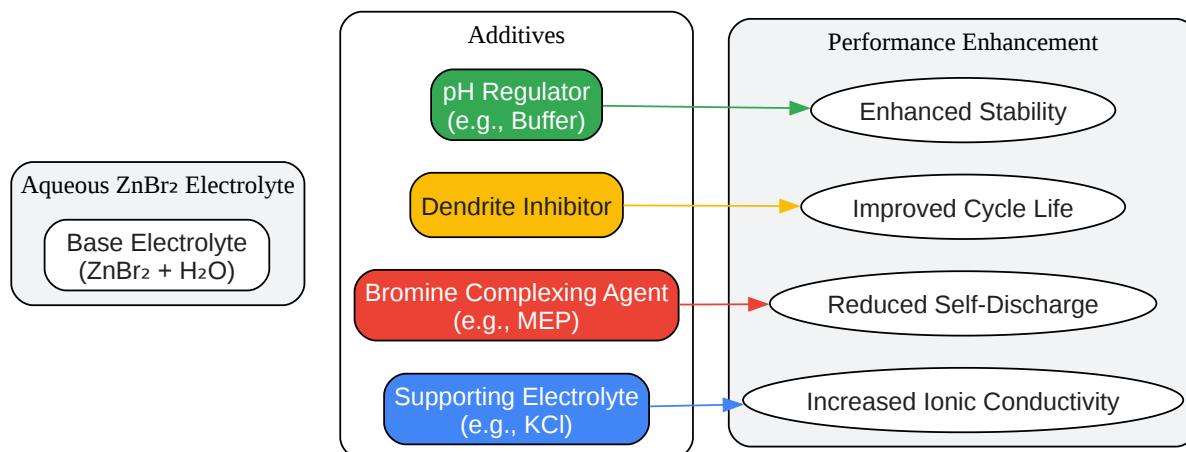 Aqueous ZnBr₂ Electrolyte
Base Electrolyte
(ZnBr₂ + H₂O)
Additives
pH Regulator
(e.g., Buffer)
Dendrite Inhibitor
Bromine Complexing Agent
(e.g., MEP)
Supporting Electrolyte
(e.g., KCl)
Performance Enhancement
Enhanced Stability
Improved Cycle Life
Reduced Self-Discharge
Increased Ionic Conductivity